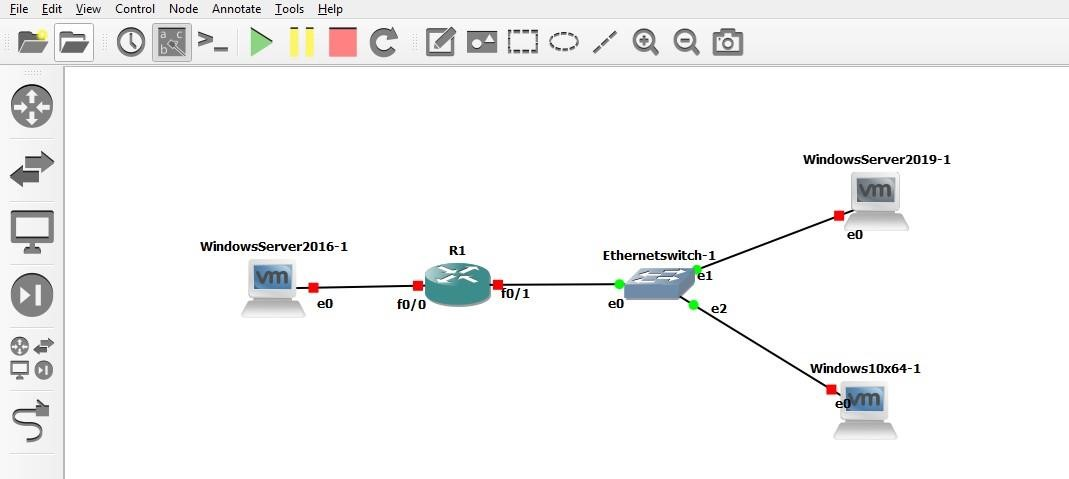 File Edit View Control Node Annotate Tools Help
a c
b
WindowsServer2019-1
vm
e0
WindowsServer2016-1
vm
e0
R1
f0/0
f0/1
Ethernetswitch-1
e0
e1
e2
Windows10x64-1
e0
vm